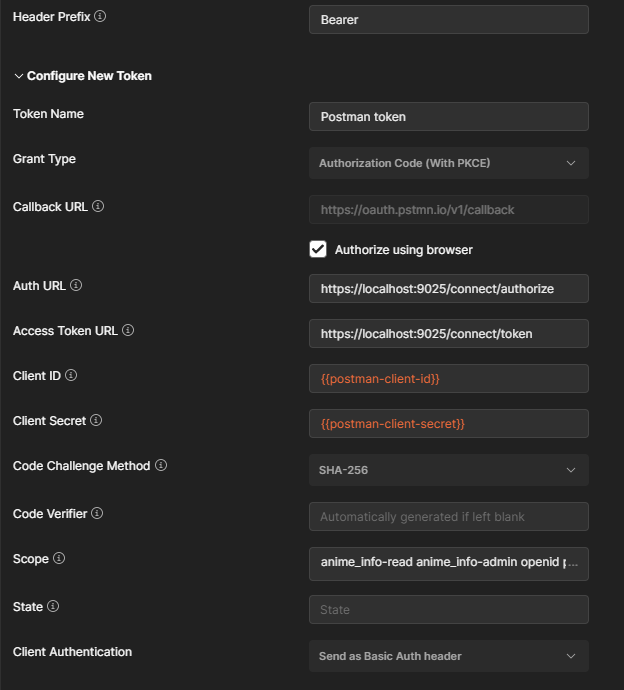 Header Prefix
Bearer
Configure New Token
Token Name
Postman token
Grant Type
Authorization Code (With PKCE)
Callback URL
https://oauth.pstmn.io/v1/callback
Authorize using browser
Auth URL
https://localhost:9025/connect/authorize
Access Token URL
https://localhost:9025/connect/token
Client ID
{{postman-client-id}}
Client Secret
{{postman-client-secret}}
Code Challenge Method
SHA-256
Code Verifier
Automatically generated if left blank
Scope
anime_info-read anime_info-admin openid p...
State
State
Client Authentication
Send as Basic Auth header